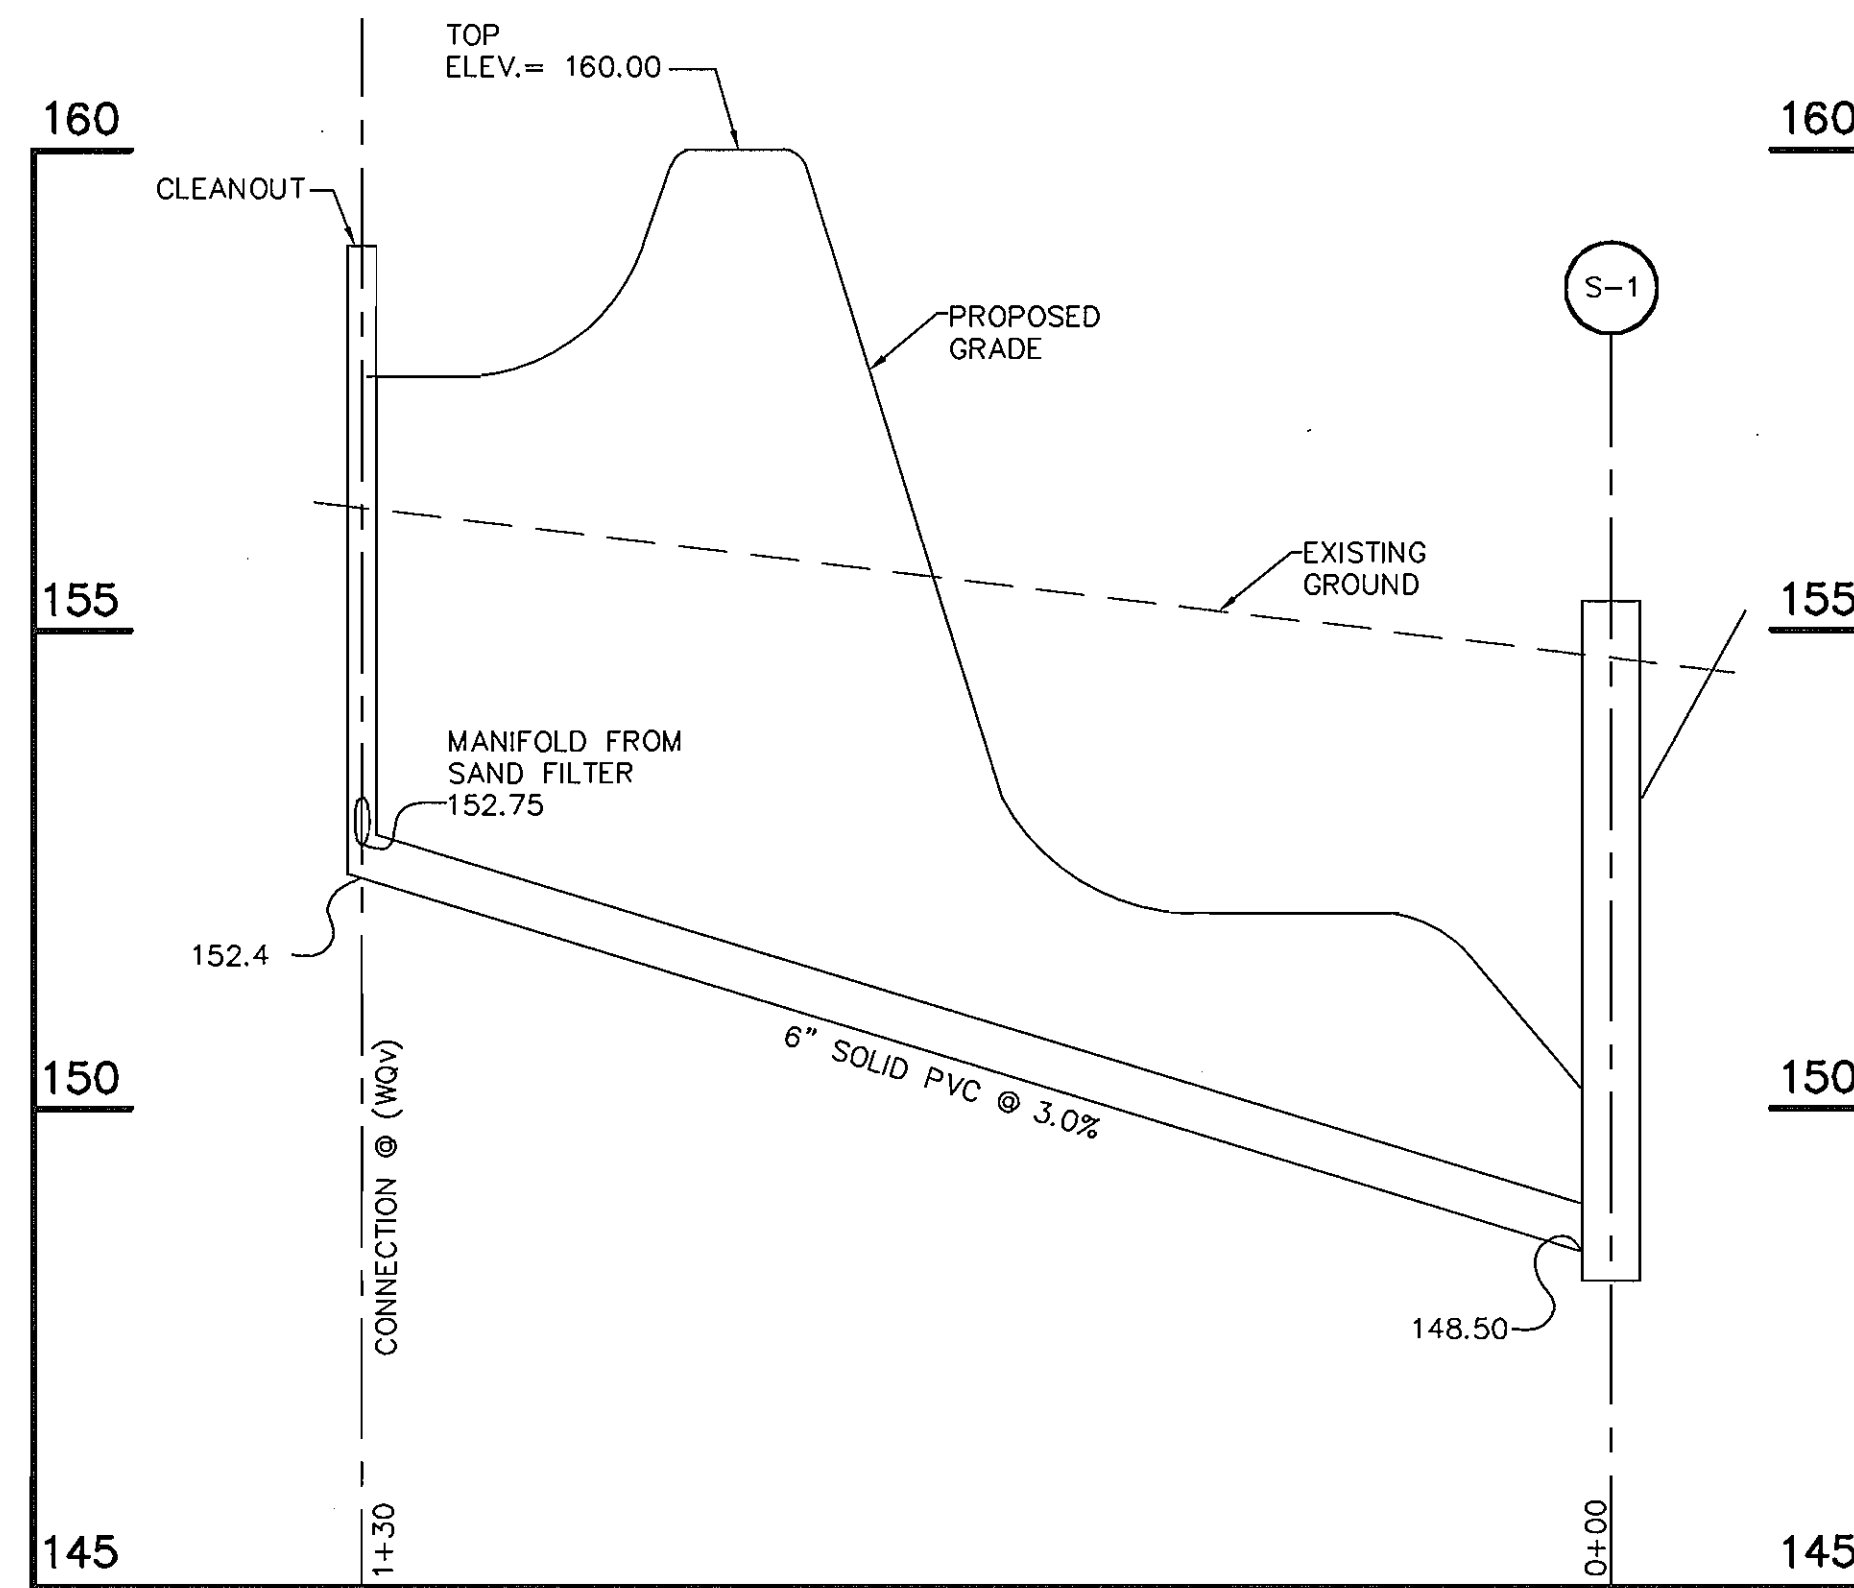 TOP
ELEV.= 160.00
160
160
CLEANOUT
S-1
PROPOSED
GRADE
EXISTING
GROUND
155
155
MANIFOLD FROM
SAND FILTER
152.75
152.4
6" SOLID PVC @ 3.0%
150
150
CONNECTION @ (WQv)
148.50
1+30
0+00
145
145